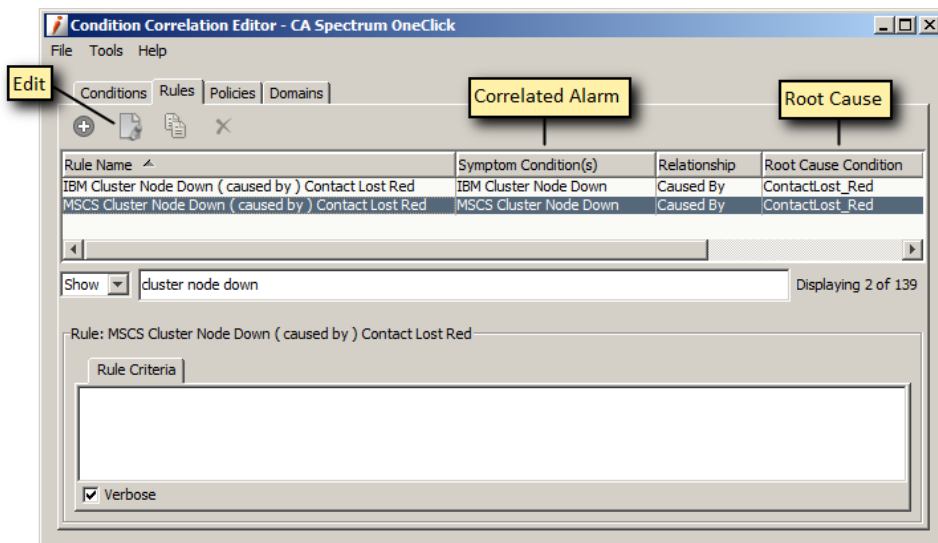 Condition Correlation Editor - CA Spectrum OneClick
File Tools Help
Edit
Conditions Rules Policies Domains
Correlated Alarm
Root Cause
Rule Name Symptom Condition(s) Relationship Root Cause Condition
IBM Cluster Node Down ( caused by ) Contact Lost Red IBM Cluster Node Down Caused By ContactLost_Red
MSCS Cluster Node Down ( caused by ) Contact Lost Red MSCS Cluster Node Down Caused By ContactLost_Red
Show cluster node down Displaying 2 of 139
Rule: MSCS Cluster Node Down ( caused by ) Contact Lost Red
Rule Criteria
Verbose